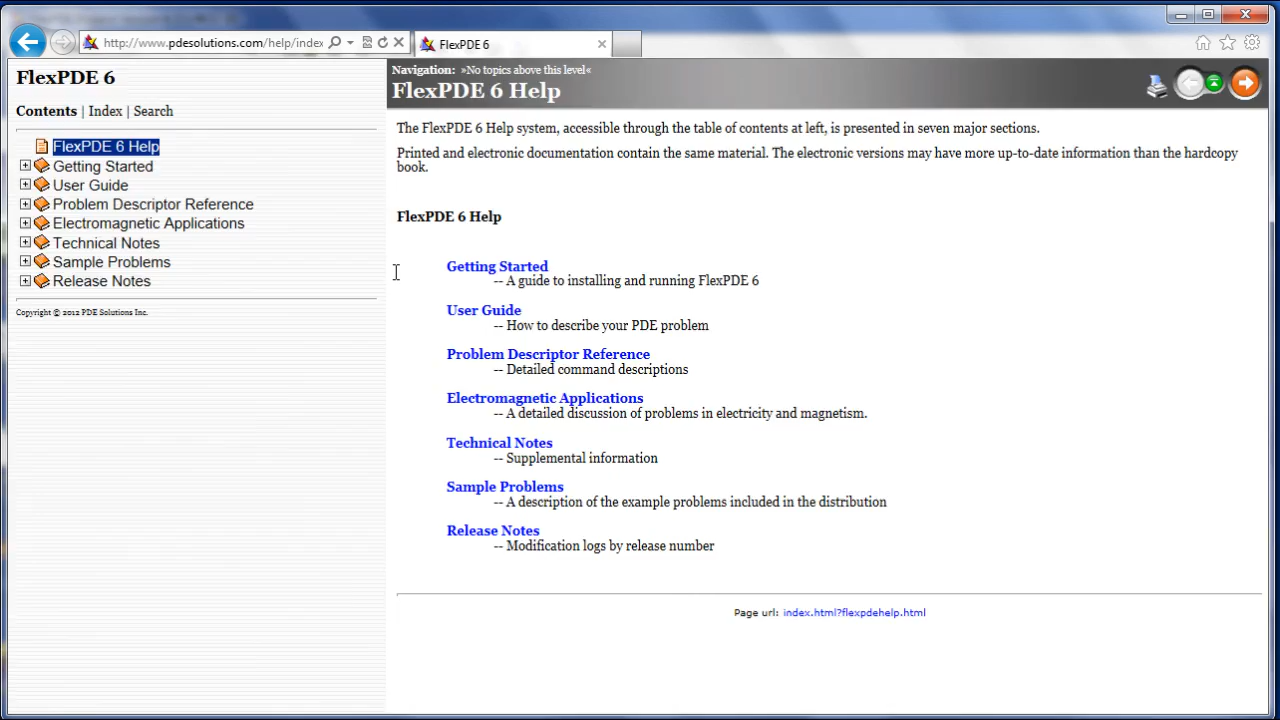 http://www.pdesolutions.com/help/index
FlexPDE 6
FlexPDE 6
Contents | Index | Search
FlexPDE 6 Help
Getting Started
User Guide
Problem Descriptor Reference
Electromagnetic Applications
Technical Notes
Sample Problems
Release Notes
Copyright © 2012 PDE Solutions Inc.
Navigation: »No topics above this level«
FlexPDE 6 Help
The FlexPDE 6 Help system, accessible through the table of contents at left, is presented in seven major sections.
Printed and electronic documentation contain the same material. The electronic versions may have more up-to-date information than the hardcopy
book.
FlexPDE 6 Help
Getting Started
-- A guide to installing and running FlexPDE 6
User Guide
-- How to describe your PDE problem
Problem Descriptor Reference
-- Detailed command descriptions
Electromagnetic Applications
-- A detailed discussion of problems in electricity and magnetism.
Technical Notes
-- Supplemental information
Sample Problems
-- A description of the example problems included in the distribution
Release Notes
-- Modification logs by release number
Page url: index.html?flexpdehelp.html